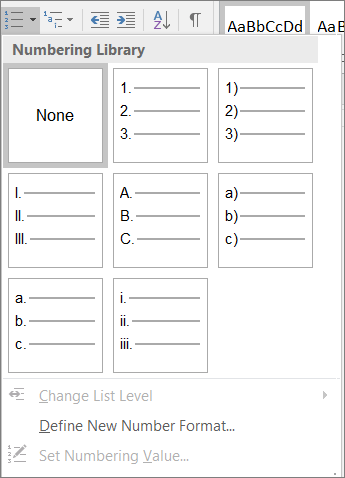 AaBbCcDd AaBb
Numbering Library
None
1.
2.
3.
1)
2)
3)
I.
II.
III.
A.
B.
C.
a)
b)
c)
a.
b.
c.
i.
ii.
iii.
Change List Level
Define New Number Format...
Set Numbering Value...